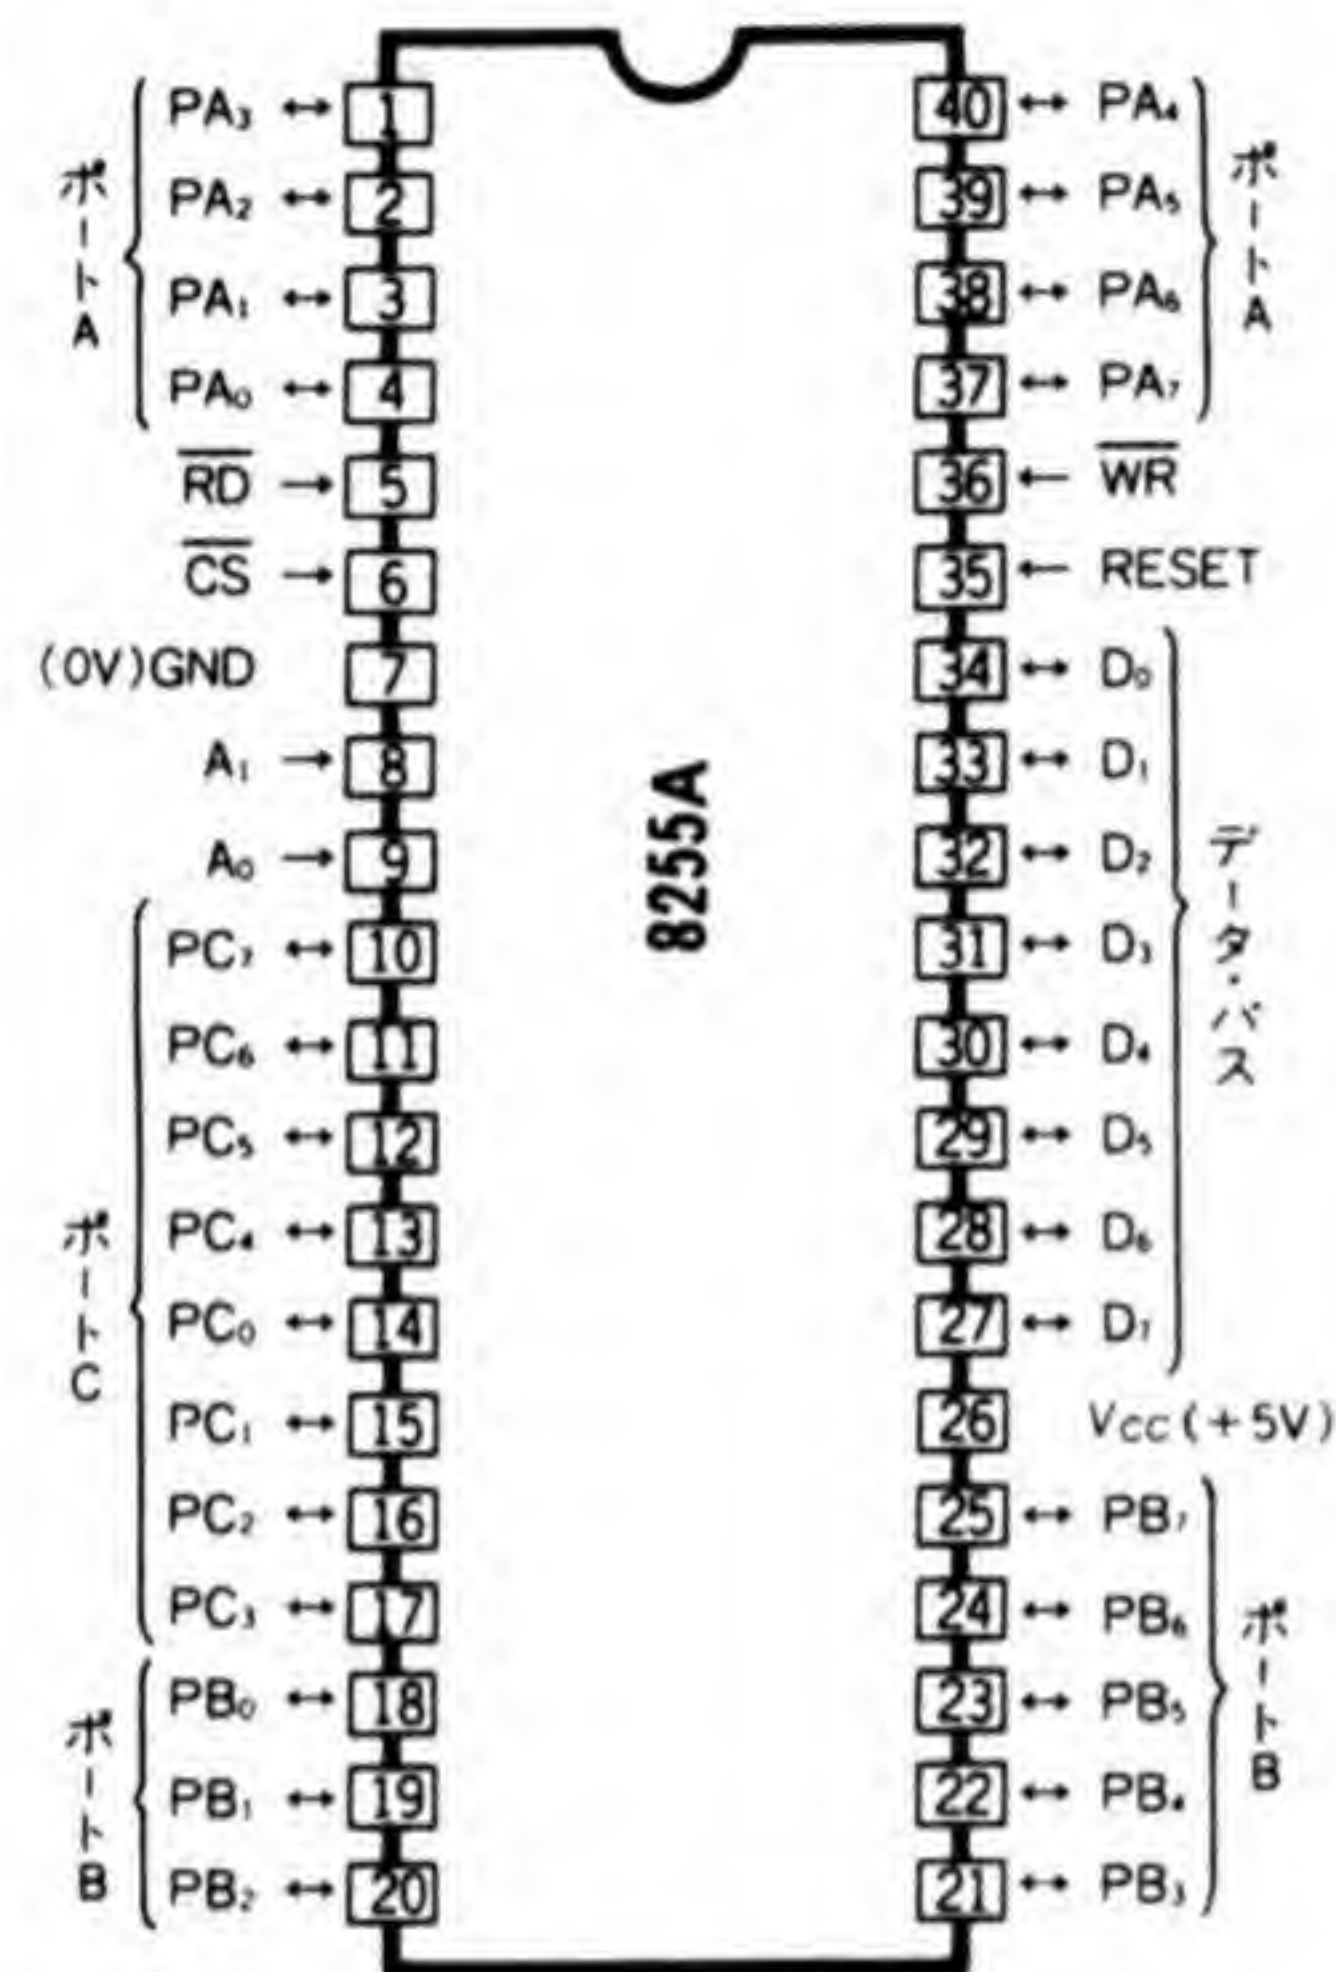 ポートA
PA₃ ↔ 1
PA₂ ↔ 2
PA₁ ↔ 3
PA₀ ↔ 4
R̅D̅ → 5
C̅S̅ → 6
(0V)GND 7
A₁ → 8
A₀ → 9
ポートC
PC₇ ↔ 10
PC₆ ↔ 11
PC₅ ↔ 12
PC₄ ↔ 13
PC₀ ↔ 14
PC₁ ↔ 15
PC₂ ↔ 16
PC₃ ↔ 17
ポートB
PB₀ ↔ 18
PB₁ ↔ 19
PB₂ ↔ 20
8255A
40 ↔ PA₄
39 ↔ PA₅
38 ↔ PA₆
37 ↔ PA₇
ポートA
36 ← W̅R̅
35 ← RESET
34 ↔ D₀
33 ↔ D₁
32 ↔ D₂
31 ↔ D₃
30 ↔ D₄
29 ↔ D₅
28 ↔ D₆
27 ↔ D₇
データ・バス
26 Vcc(+5V)
25 ↔ PB₇
24 ↔ PB₆
23 ↔ PB₅
22 ↔ PB₄
21 ↔ PB₃
ポートB